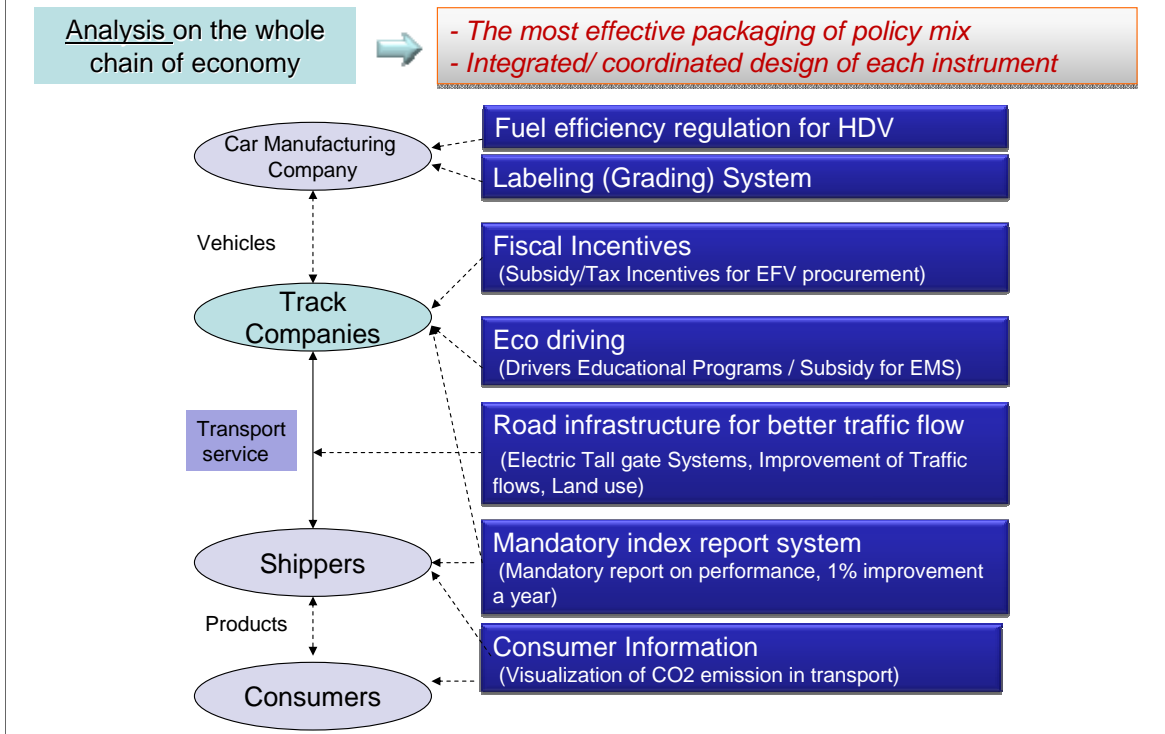 Analysis on the whole
chain of economy
- The most effective packaging of policy mix
- Integrated/ coordinated design of each instrument
Car Manufacturing
Company
Fuel efficiency regulation for HDV
Labeling (Grading) System
Vehicles
Fiscal Incentives
(Subsidy/Tax Incentives for EFV procurement)
Track
Companies
Eco driving
(Drivers Educational Programs / Subsidy for EMS)
Transport
service
Road infrastructure for better traffic flow
(Electric Tall gate Systems, Improvement of Traffic
flows, Land use)
Shippers
Mandatory index report system
(Mandatory report on performance, 1% improvement
a year)
Products
Consumer Information
(Visualization of CO2 emission in transport)
Consumers